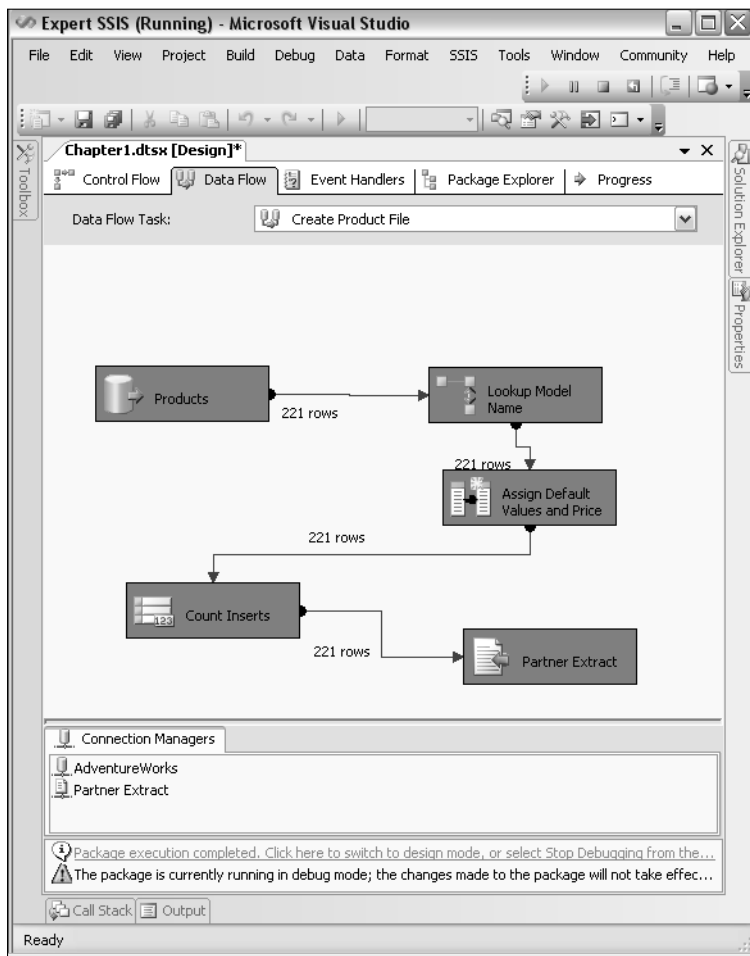 Expert SSIS (Running) - Microsoft Visual Studio
File Edit View Project Build Debug Data Format SSIS Tools Window Community Help
Chapter1.dtsx [Design]*
Toolbox
Control Flow Data Flow Event Handlers Package Explorer Progress
Data Flow Task: Create Product File
Solution Explorer
Properties
Products
221 rows
Lookup Model
Name
221 rows
Assign Default
Values and Price
221 rows
123
Count Inserts
221 rows
Partner Extract
Connection Managers
AdventureWorks
Partner Extract
Package execution completed. Click here to switch to design mode, or select Stop Debugging from the...
The package is currently running in debug mode; the changes made to the package will not take effec...
Call Stack Output
Ready